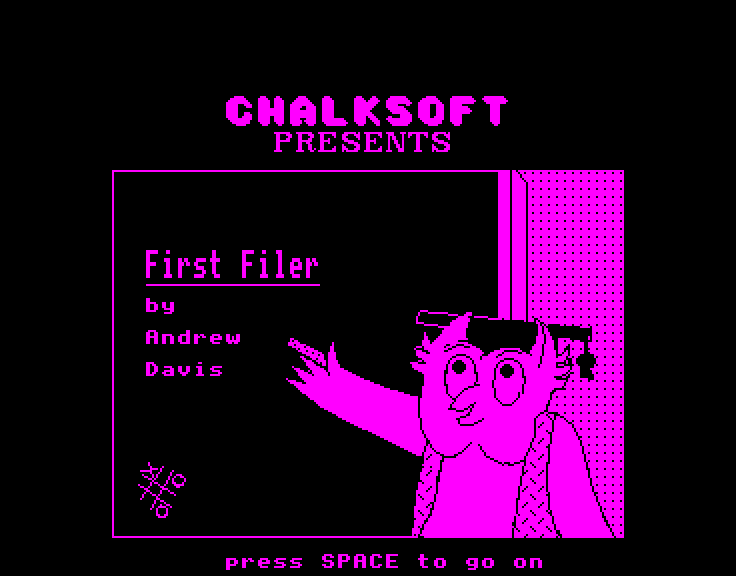 CHALKSOFT
PRESENTS
First Filer
by
Andrew
Davis
press SPACE to go on